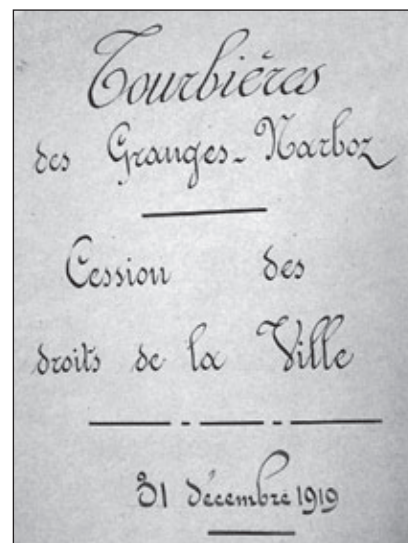 Tourbières
des Granges-Narboz
Cession des
droits de la Ville
31 décembre 1919